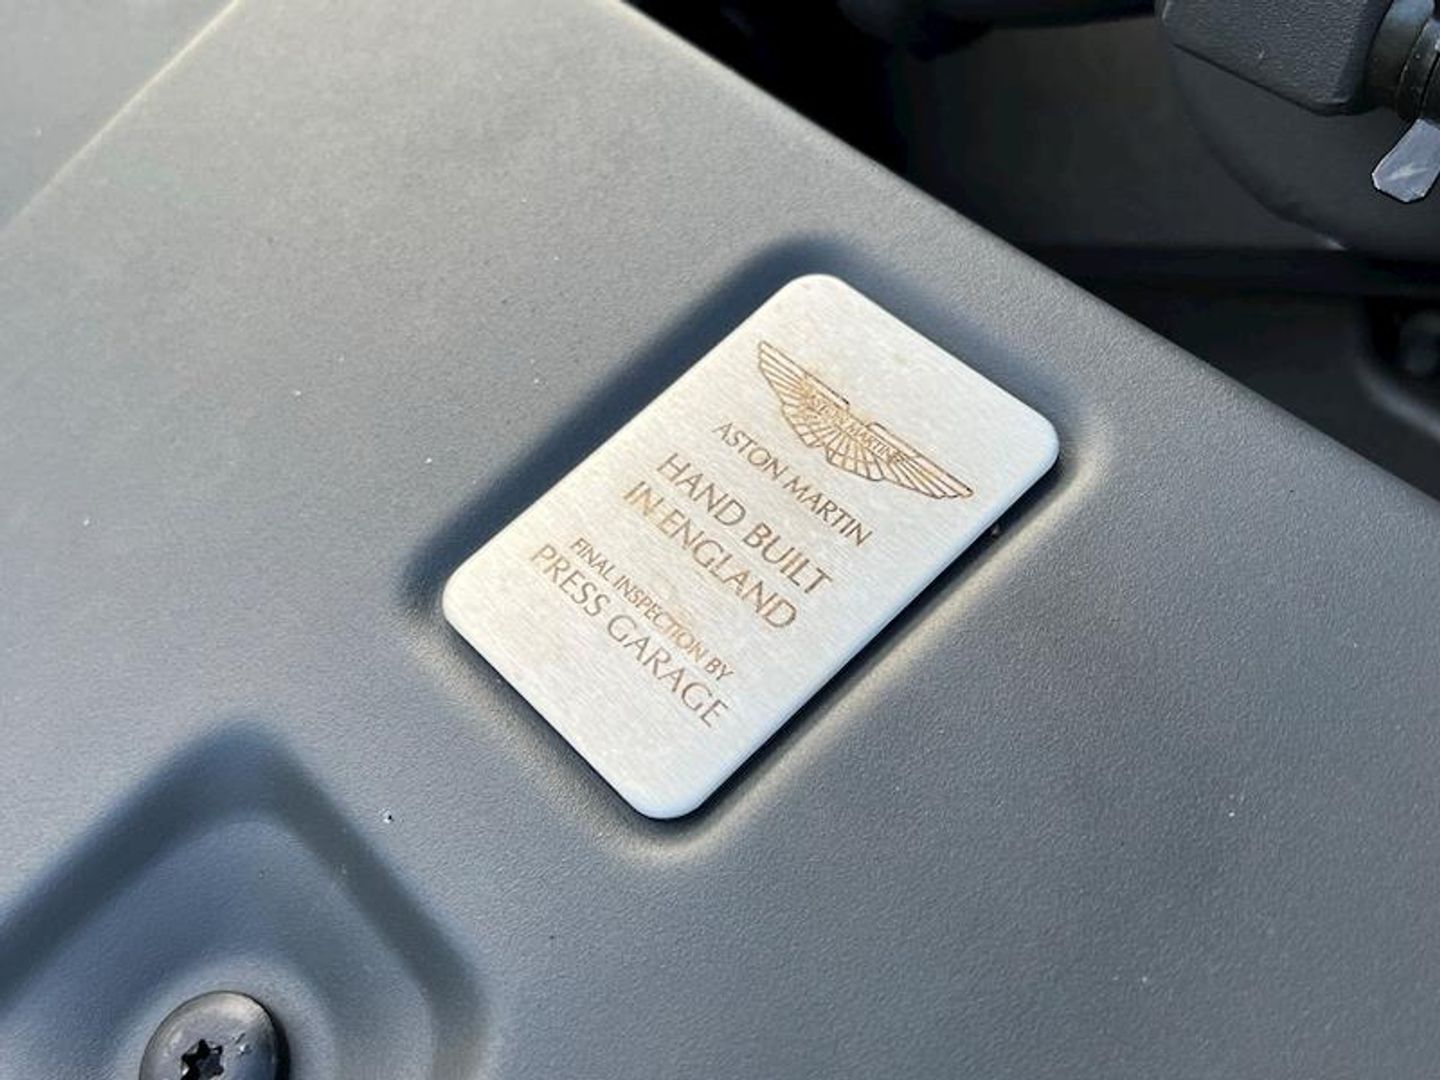 ASTON MARTIN
ASTON MARTIN
HAND BUILT
IN ENGLAND
FINAL INSPECTION BY
PRESS GARAGE